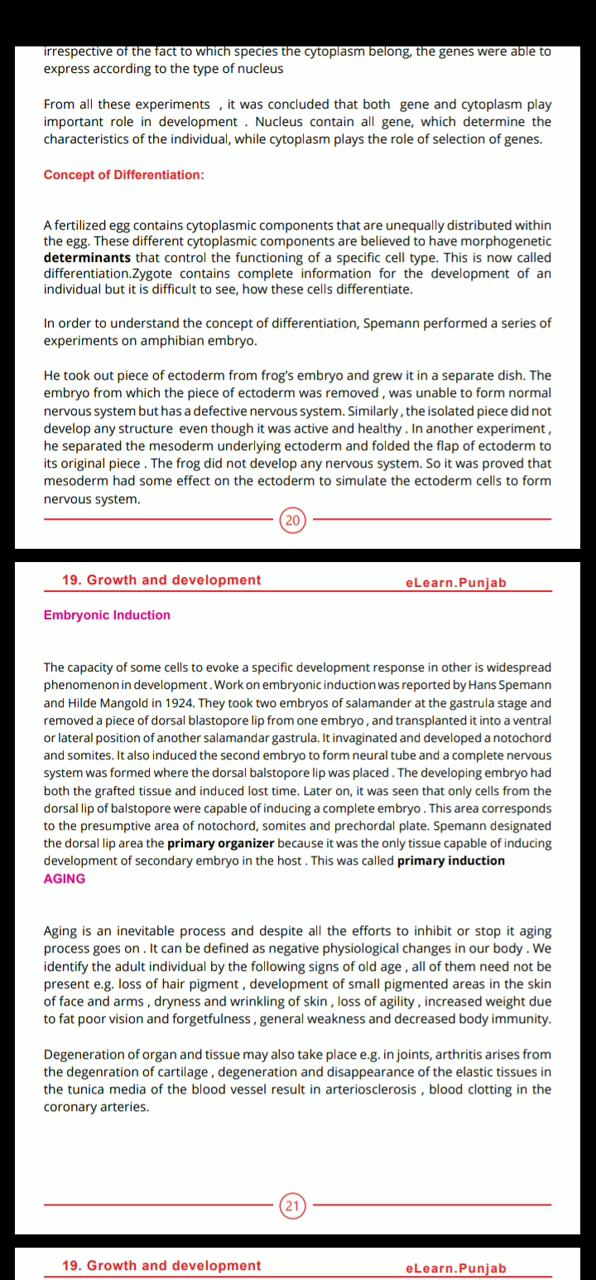 irrespective of the fact to which species the cytoplasm belong, the genes were able to
express according to the type of nucleus
From all these experiments , it was concluded that both gene and cytoplasm play
important role in development . Nucleus contain all gene, which determine the
characteristics of the individual, while cytoplasm plays the role of selection of genes.
Concept of Differentiation:
A fertilized egg contains cytoplasmic components that are unequally distributed within
the egg. These different cytoplasmic components are believed to have morphogenetic
determinants that control the functioning of a specific cell type. This is now called
differentiation.Zygote contains complete information for the development of an
individual but it is difficult to see, how these cells differentiate.
In order to understand the concept of differentiation, Spemann performed a series of
experiments on amphibian embryo.
He took out piece of ectoderm from frog's embryo and grew it in a separate dish. The
embryo from which the piece of ectoderm was removed , was unable to form normal
nervous system but has a defective nervous system. Similarly , the isolated piece did not
develop any structure even though it was active and healthy . In another experiment ,
he separated the mesoderm underlying ectoderm and folded the flap of ectoderm to
its original piece . The frog did not develop any nervous system. So it was proved that
mesoderm had some effect on the ectoderm to simulate the ectoderm cells to form
nervous system.
20
19. Growth and development eLearn.Punjab
Embryonic Induction
The capacity of some cells to evoke a specific development response in other is widespread
phenomenon in development . Work on embryonic induction was reported by Hans Spemann
and Hilde Mangold in 1924. They took two embryos of salamander at the gastrula stage and
removed a piece of dorsal blastopore lip from one embryo , and transplanted it into a ventral
or lateral position of another salamandar gastrula. It invaginated and developed a notochord
and somites. It also induced the second embryo to form neural tube and a complete nervous
system was formed where the dorsal balstopore lip was placed . The developing embryo had
both the grafted tissue and induced lost time. Later on, it was seen that only cells from the
dorsal lip of balstopore were capable of inducing a complete embryo . This area corresponds
to the presumptive area of notochord, somites and prechordal plate. Spemann designated
the dorsal lip area the primary organizer because it was the only tissue capable of inducing
development of secondary embryo in the host . This was called primary induction
AGING
Aging is an inevitable process and despite all the efforts to inhibit or stop it aging
process goes on . It can be defined as negative physiological changes in our body . We
identify the adult individual by the following signs of old age , all of them need not be
present e.g. loss of hair pigment , development of small pigmented areas in the skin
of face and arms , dryness and wrinkling of skin , loss of agility , increased weight due
to fat poor vision and forgetfulness , general weakness and decreased body immunity.
Degeneration of organ and tissue may also take place e.g. in joints, arthritis arises from
the degenration of cartilage , degeneration and disappearance of the elastic tissues in
the tunica media of the blood vessel result in arteriosclerosis , blood clotting in the
coronary arteries.
21
19. Growth and development eLearn.Punjab